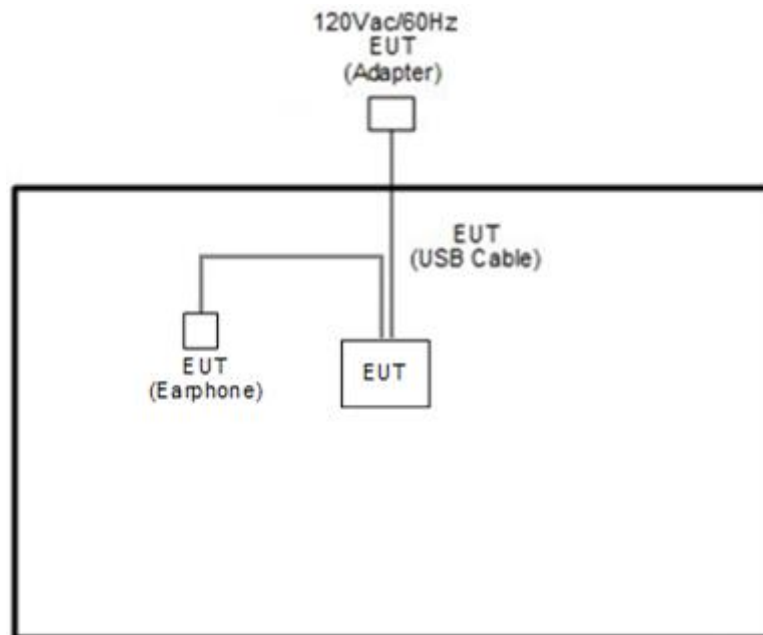 120Vac/60Hz
EUT
(Adapter)
EUT
(USB Cable)
EUT
(Earphone)
EUT